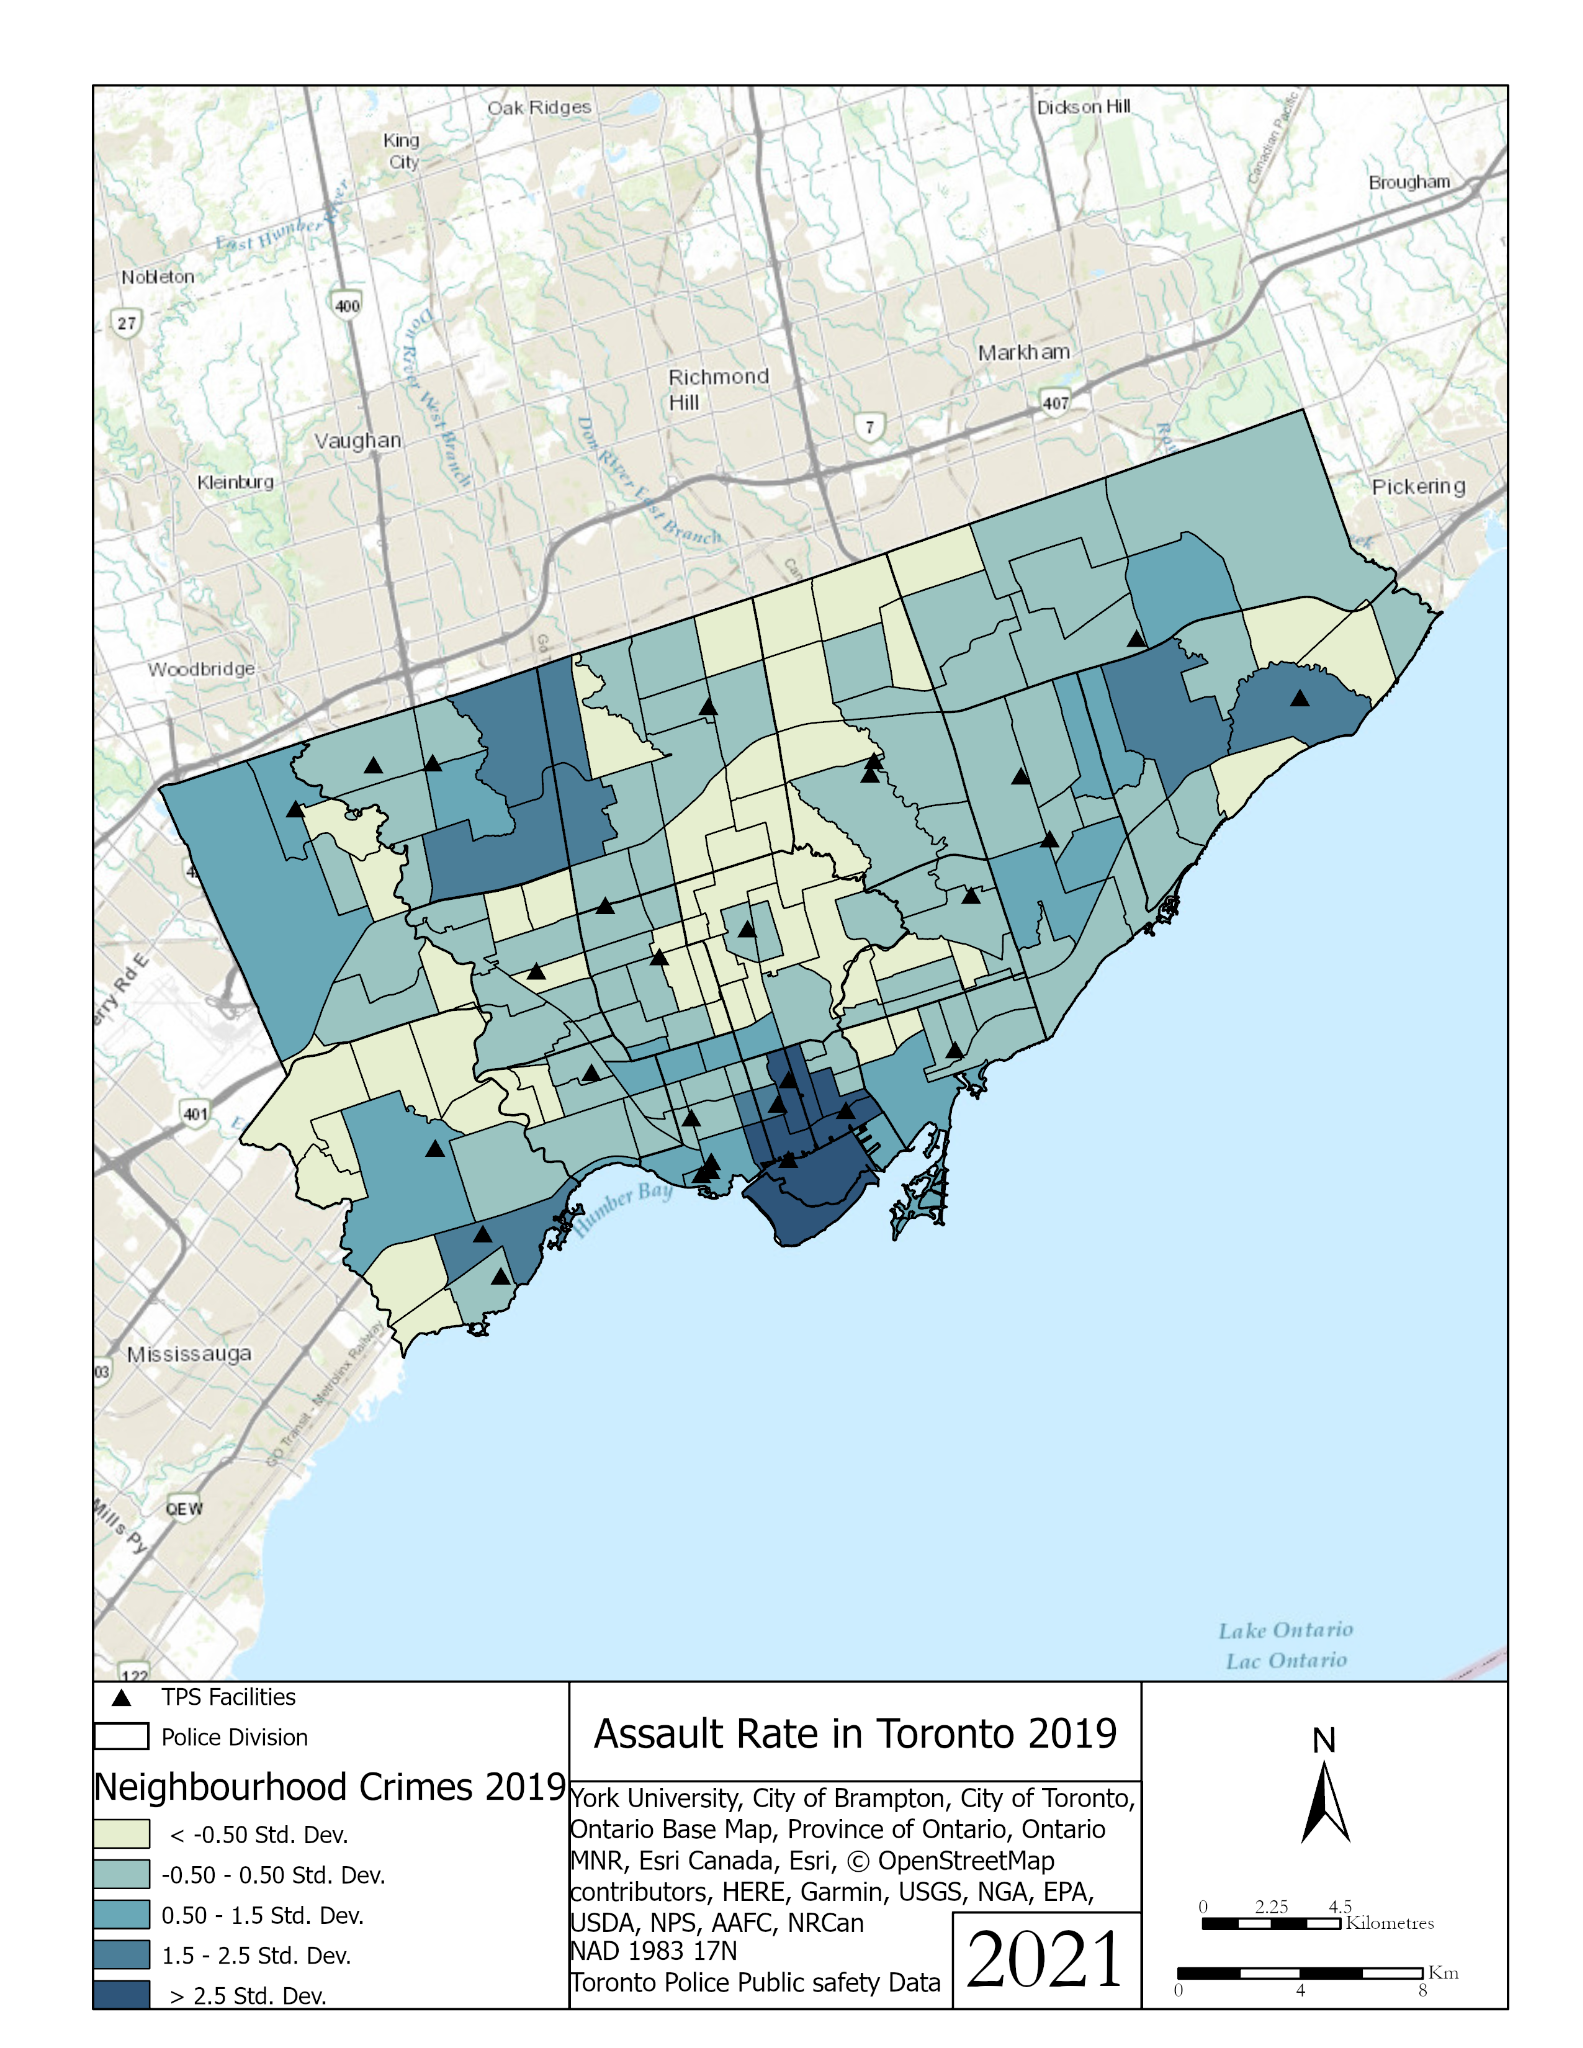 Oak Ridges
Dickson Hill
King
City
Canadian Pacific
Brougham
East Humber River
Nobleton
400
27
Don River West Branch
Markham
Richmond
Hill
407
7
Vaughan
Don River East Branch
Kleinburg
Pickering
Woodbridge
401
Humber Bay
Mississauga
GO Transit - Metrolinx Railway
QEW
Mills Py
Lake Ontario
Lac Ontario
122
TPS Facilities
Police Division
Neighbourhood Crimes 2019
< -0.50 Std. Dev.
-0.50 - 0.50 Std. Dev.
0.50 - 1.5 Std. Dev.
1.5 - 2.5 Std. Dev.
> 2.5 Std. Dev.
Assault Rate in Toronto 2019
York University, City of Brampton, City of Toronto,
Ontario Base Map, Province of Ontario, Ontario
MNR, Esri Canada, Esri, © OpenStreetMap
contributors, HERE, Garmin, USGS, NGA, EPA,
USDA, NPS, AAFC, NRCan
NAD 1983 17N
Toronto Police Public safety Data
2021
N
0 2.25 4.5
Kilometres
Km
0 4 8